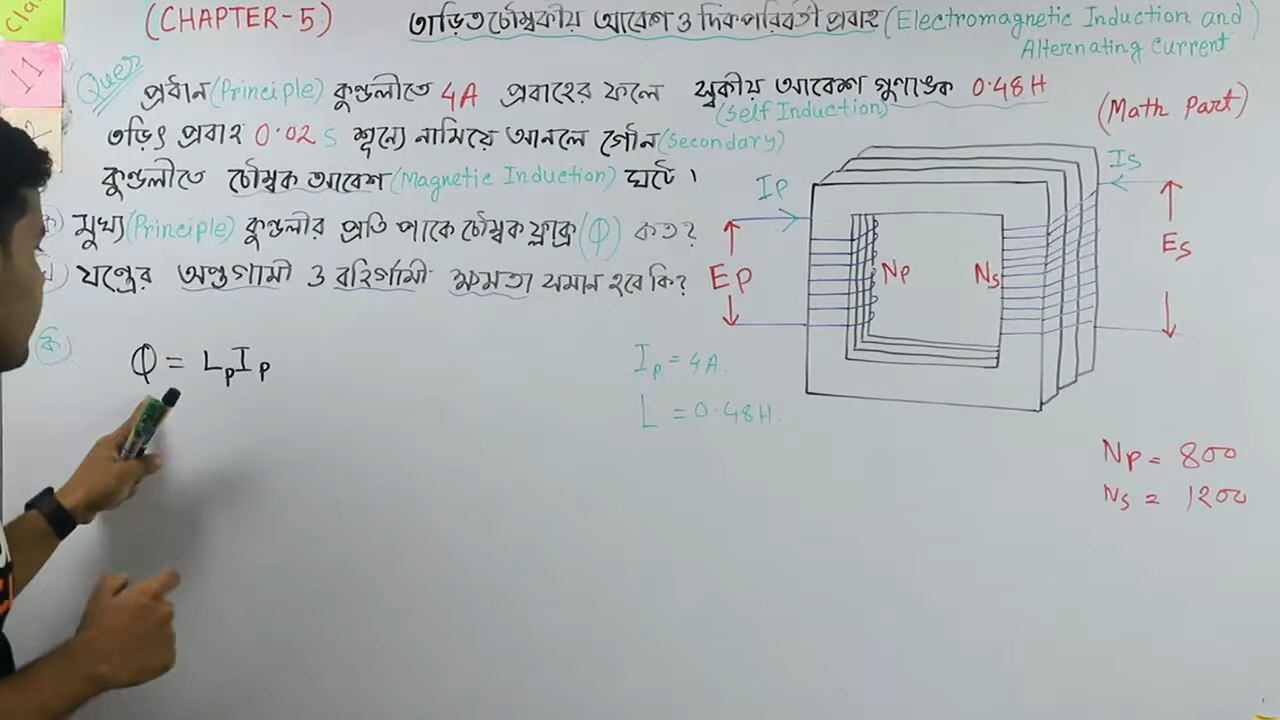 (CHAPTER-5) তাড়িতচৌম্বকীয় আবেশ ও দিকপরিবর্তী প্রবাহ (Electromagnetic Induction and
Alternating Current)
Ques
প্রধান (Principle) কুন্ডলীতে 4A প্রবাহের ফলে স্বকীয় আবেশ গুণাঙ্ক 0.48H
(Self Induction)
(Math Part)
তড়িৎ প্রবাহ 0.02 s শূন্যে নামিয়ে আনলে গৌন (Secondary)
কুন্ডলীতে চৌম্বক আবেশ (Magnetic Induction) ঘটে।
ক) মুখ্য (Principle) কুন্ডলীর প্রতি পাকে চৌম্বক ফ্লাক্স (φ) কত?
যন্ত্রের অন্তগামী ও বহির্গামী ক্ষমতা সমান হবে কি?
11
IP
IS
EP
NP
NS
ES
ক)
φ = LPIP
IP = 4A.
L = 0.48H.
NP = 800
NS = 1200